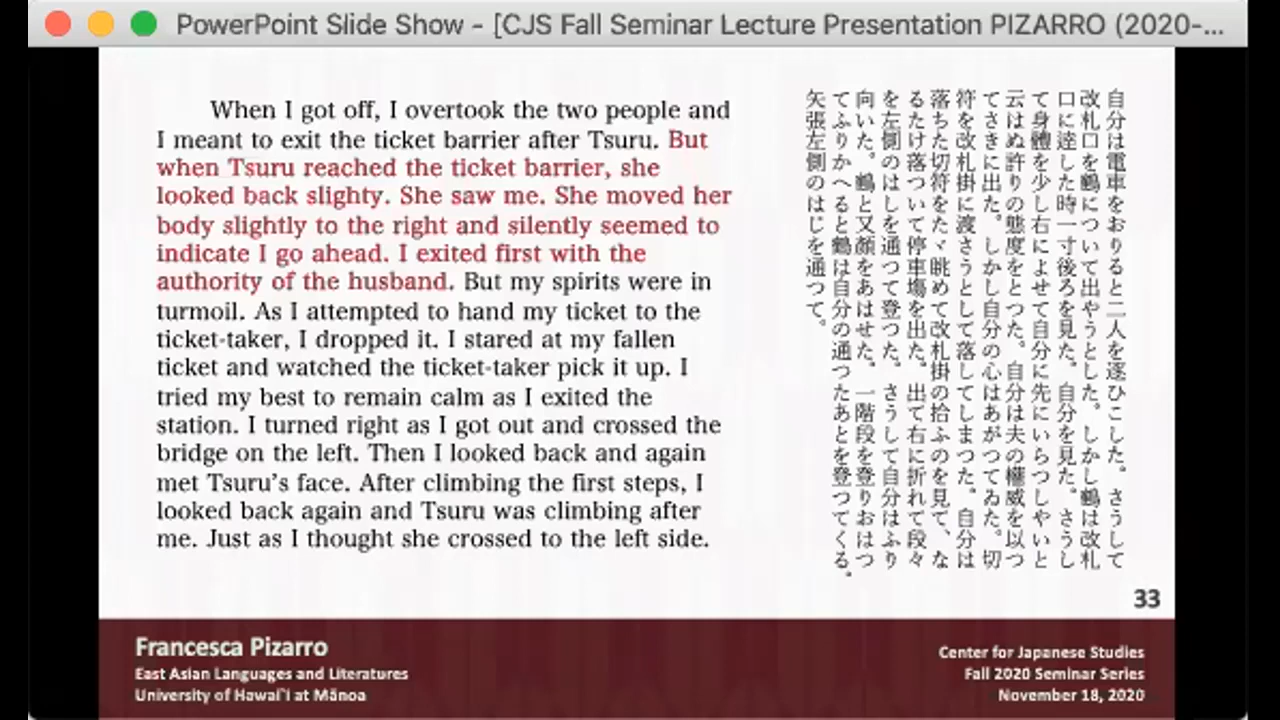 PowerPoint Slide Show - [CJS Fall Seminar Lecture Presentation PIZARRO (2020-...
When I got off, I overtook the two people and
I meant to exit the ticket barrier after Tsuru. But
when Tsuru reached the ticket barrier, she
looked back slighty. She saw me. She moved her
body slightly to the right and silently seemed to
indicate I go ahead. I exited first with the
authority of the husband. But my spirits were in
turmoil. As I attempted to hand my ticket to the
ticket-taker, I dropped it. I stared at my fallen
ticket and watched the ticket-taker pick it up. I
tried my best to remain calm as I exited the
station. I turned right as I got out and crossed the
bridge on the left. Then I looked back and again
met Tsuru's face. After climbing the first steps, I
looked back again and Tsuru was climbing after
me. Just as I thought she crossed to the left side.
自分は電車をおりると二人を逐ひこした。さうして
改札口を鶴について出やうとした。しかし鶴は改札
口に達した時一寸後ろを見た。自分を見た。さうし
て身體を少し右によせて自分に先にいらつしやいと
云はぬ許りの態度をとつた。自分は夫の權威を以つ
てさきに出た。しかし自分の心はあがつてゐた。切
符を改札掛に渡さうとして落してしまつた。自分は
落ちた切符をたゞ眺めて改札掛の拾ふのを見て、な
るたけ落ついて停車塲を出た。出て右に折れて段々
を左側のはしを通つて登つた。さうして自分はふり
向いた。鶴と又顔をあはせた。一階段を登りおはつ
てふりかへると鶴は自分の通つたあとを登つてくる。
矢張左側のはじを通つて。
33
Francesca Pizarro
East Asian Languages and Literatures
University of Hawai`i at Mānoa
Center for Japanese Studies
Fall 2020 Seminar Series
November 18, 2020